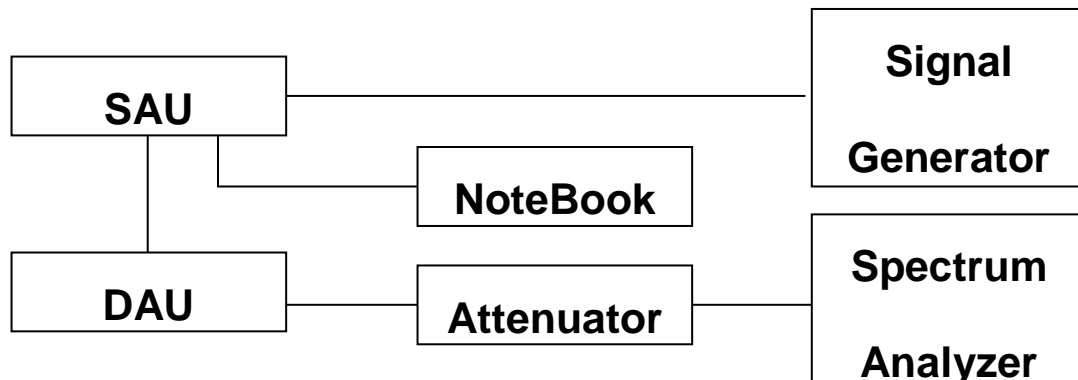 Signal
SAU
Generator
NoteBook
Spectrum
DAU
Attenuator
Analyzer